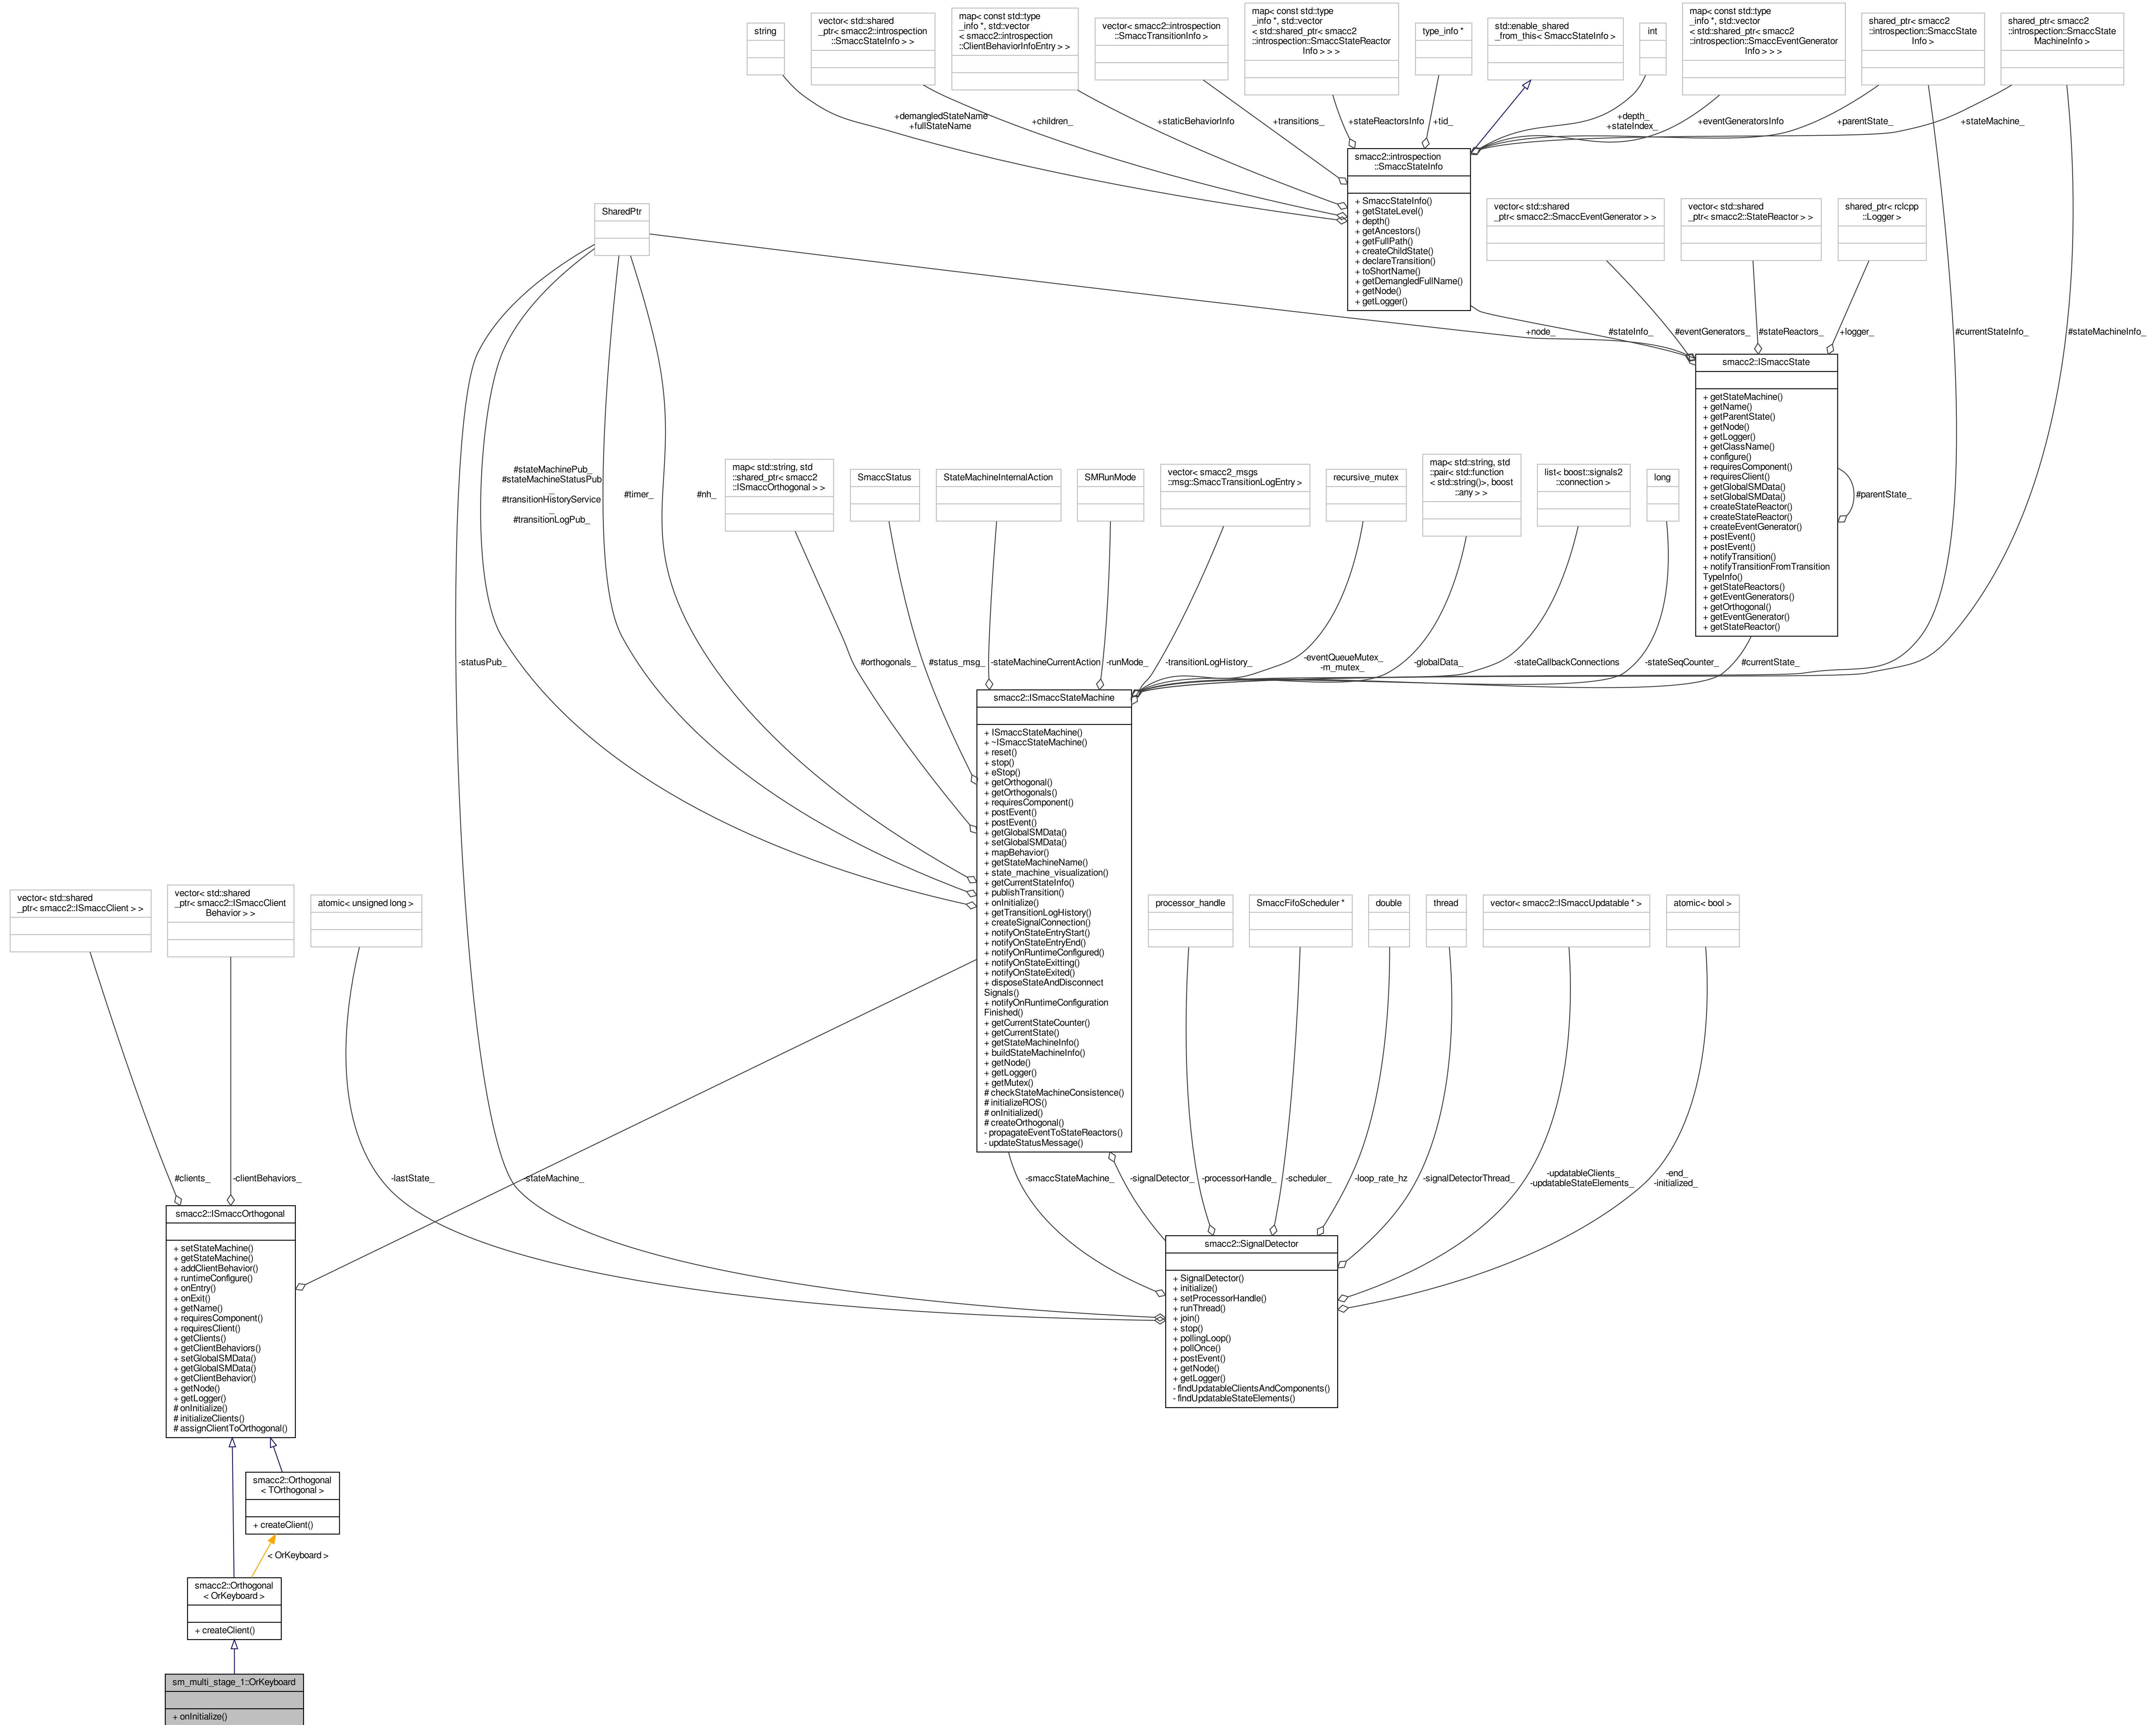 string
vector< std::shared
_ptr< smacc2::introspection
::SmaccStateInfo > >
map< const std::type
_info *, std::vector
< smacc2::introspection
::ClientBehaviorInfoEntry > >
vector< smacc2::introspection
::SmaccTransitionInfo >
map< const std::type
_info *, std::vector
< std::shared_ptr< smacc2
::introspection::SmaccStateReactor
Info > > >
type_info *
std::enable_shared
_from_this< SmaccStateInfo >
int
map< const std::type
_info *, std::vector
< std::shared_ptr< smacc2
::introspection::SmaccEventGenerator
Info > > >
shared_ptr< smacc2
::introspection::SmaccState
Info >
shared_ptr< smacc2
::introspection::SmaccState
MachineInfo >
+demangledStateName
+fullStateName
+children_
+staticBehaviorInfo
+transitions_
+stateReactorsInfo
+tid_
+depth_
+stateIndex_
+eventGeneratorsInfo
+parentState_
+stateMachine_
smacc2::introspection
::SmaccStateInfo
+ SmaccStateInfo()
+ getStateLevel()
+ depth()
+ getAncestors()
+ getFullPath()
+ createChildState()
+ declareTransition()
+ toShortName()
+ getDemangledFullName()
+ getNode()
+ getLogger()
SharedPtr
vector< std::shared
_ptr< smacc2::SmaccEventGenerator > >
vector< std::shared
_ptr< smacc2::StateReactor > >
shared_ptr< rclcpp
::Logger >
+node_
#stateInfo_
#eventGenerators_
#stateReactors_
+logger_
#currentStateInfo_
#stateMachineInfo_
smacc2::ISmaccState
+ getStateMachine()
+ getName()
+ getParentState()
+ getNode()
+ getLogger()
+ getClassName()
+ configure()
+ requiresComponent()
+ requiresClient()
+ getGlobalSMData()
+ setGlobalSMData()
+ createStateReactor()
+ createStateReactor()
+ createEventGenerator()
+ postEvent()
+ postEvent()
+ notifyTransition()
+ notifyTransitionFromTransition
TypeInfo()
+ getStateReactors()
+ getEventGenerators()
+ getOrthogonal()
+ getEventGenerator()
+ getStateReactor()
#parentState_
#stateMachinePub_
#stateMachineStatusPub
_
#transitionHistoryService
_
#transitionLogPub_
#timer_
#nh_
map< std::string, std
::shared_ptr< smacc2
::ISmaccOrthogonal > >
SmaccStatus
StateMachineInternalAction
SMRunMode
vector< smacc2_msgs
::msg::SmaccTransitionLogEntry >
recursive_mutex
map< std::string, std
::pair< std::function
< std::string()>, boost
::any > >
list< boost::signals2
::connection >
long
-statusPub_
#orthogonals_
#status_msg_
-stateMachineCurrentAction
-runMode_
-transitionLogHistory_
-eventQueueMutex_
-m_mutex_
-globalData_
-stateCallbackConnections
-stateSeqCounter_
#currentState_
smacc2::ISmaccStateMachine
+ ISmaccStateMachine()
+ ~ISmaccStateMachine()
+ reset()
+ stop()
+ eStop()
+ getOrthogonal()
+ getOrthogonals()
+ requiresComponent()
+ postEvent()
+ postEvent()
+ getGlobalSMData()
+ setGlobalSMData()
+ mapBehavior()
+ getStateMachineName()
+ state_machine_visualization()
+ getCurrentStateInfo()
+ publishTransition()
+ onInitialize()
+ getTransitionLogHistory()
+ createSignalConnection()
+ notifyOnStateEntryStart()
+ notifyOnStateEntryEnd()
+ notifyOnRuntimeConfigured()
+ notifyOnStateExitting()
+ notifyOnStateExited()
+ disposeStateAndDisconnect
Signals()
+ notifyOnRuntimeConfiguration
Finished()
+ getCurrentStateCounter()
+ getCurrentState()
+ getStateMachineInfo()
+ buildStateMachineInfo()
+ getNode()
+ getLogger()
+ getMutex()
# checkStateMachineConsistence()
# initializeROS()
# onInitialized()
# createOrthogonal()
- propagateEventToStateReactors()
- updateStatusMessage()
vector< std::shared
_ptr< smacc2::ISmaccClient > >
vector< std::shared
_ptr< smacc2::ISmaccClient
Behavior > >
atomic< unsigned long >
processor_handle
SmaccFifoScheduler *
double
thread
vector< smacc2::ISmaccUpdatable * >
atomic< bool >
#clients_
-clientBehaviors_
-lastState_
-stateMachine_
-smaccStateMachine_
-signalDetector_
-processorHandle_
-scheduler_
-loop_rate_hz
-signalDetectorThread_
-updatableClients_
-updatableStateElements_
-end_
-initialized_
smacc2::ISmaccOrthogonal
+ setStateMachine()
+ getStateMachine()
+ addClientBehavior()
+ runtimeConfigure()
+ onEntry()
+ onExit()
+ getName()
+ requiresComponent()
+ requiresClient()
+ getClients()
+ getClientBehaviors()
+ setGlobalSMData()
+ getGlobalSMData()
+ getClientBehavior()
+ getNode()
+ getLogger()
# onInitialize()
# initializeClients()
# assignClientToOrthogonal()
smacc2::SignalDetector
+ SignalDetector()
+ initialize()
+ setProcessorHandle()
+ runThread()
+ join()
+ stop()
+ pollingLoop()
+ pollOnce()
+ postEvent()
+ getNode()
+ getLogger()
- findUpdatableClientsAndComponents()
- findUpdatableStateElements()
smacc2::Orthogonal
< TOrthogonal >
+ createClient()
< OrKeyboard >
smacc2::Orthogonal
< OrKeyboard >
+ createClient()
sm_multi_stage_1::OrKeyboard
+ onInitialize()